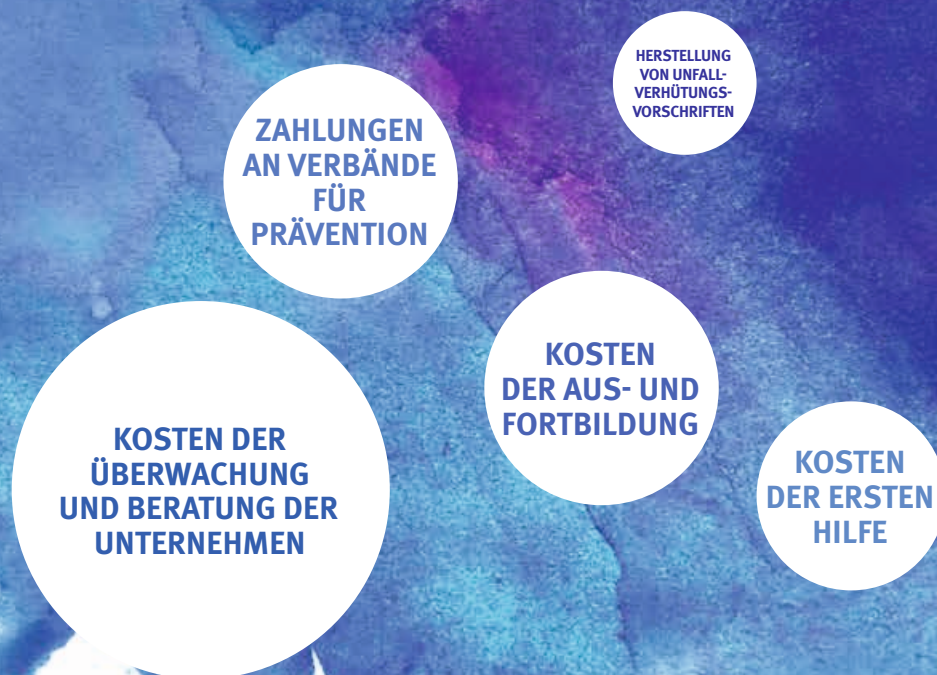 HERSTELLUNG
VON UNFALL-
VERHÜTUNGS-
VORSCHRIFTEN
ZAHLUNGEN
AN VERBÄNDE
FÜR
PRÄVENTION
KOSTEN
DER AUS- UND
FORTBILDUNG
KOSTEN DER
ÜBERWACHUNG
UND BERATUNG DER
UNTERNEHMEN
KOSTEN
DER ERSTEN
HILFE